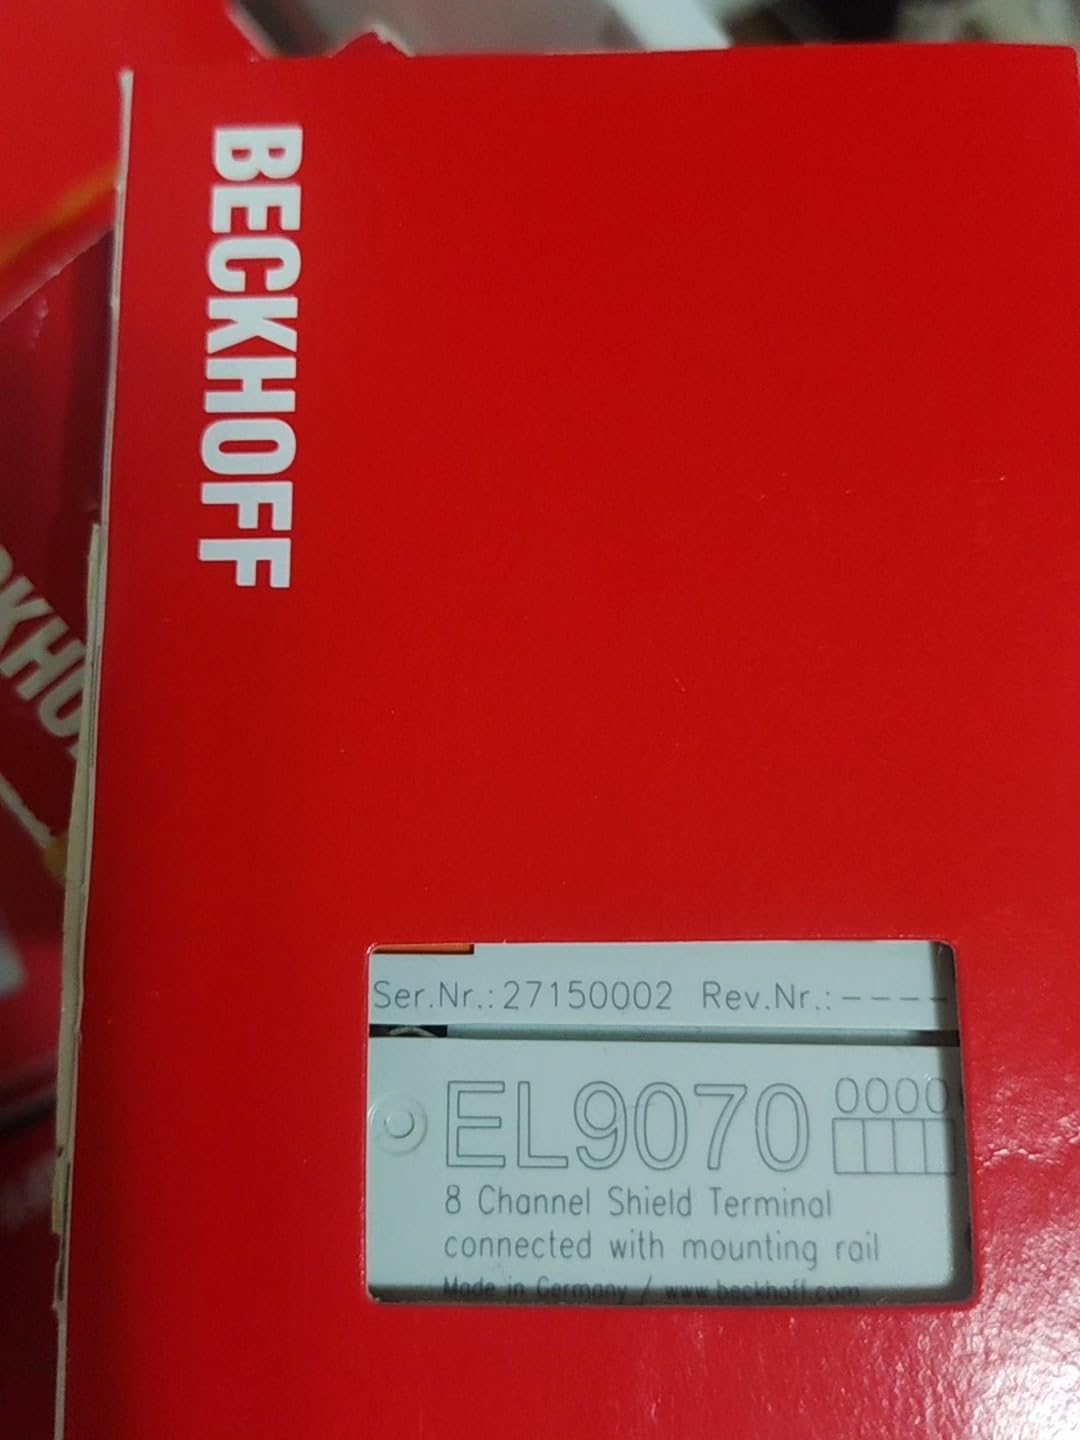 BECKHOFF
CKHO
Ser.Nr.: 27150002 Rev.Nr.: ----
EL9070 0000
8 Channel Shield Terminal
connected with mounting rail
Made in Germany / www.beckhoff.com